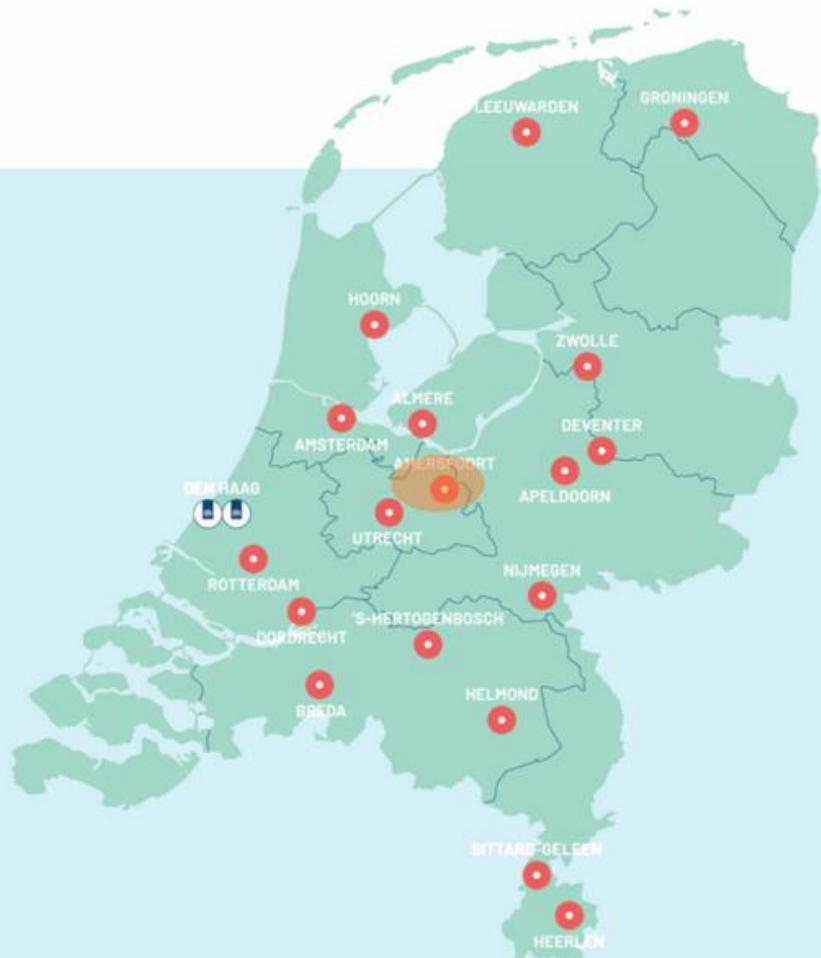 LEEUWARDEN
GRONINGEN
HOORN
ZWOLLE
ALMERE
AMSTERDAM
DEVENTER
AMERSFOORT
APELDOORN
DEN HAAG
UTRECHT
ROTTERDAM
NIJMEGEN
DORDRECHT
'S-HERTOGENBOSCH
BREDA
HELMOND
SITTARD-GELEEN
HEERLEN